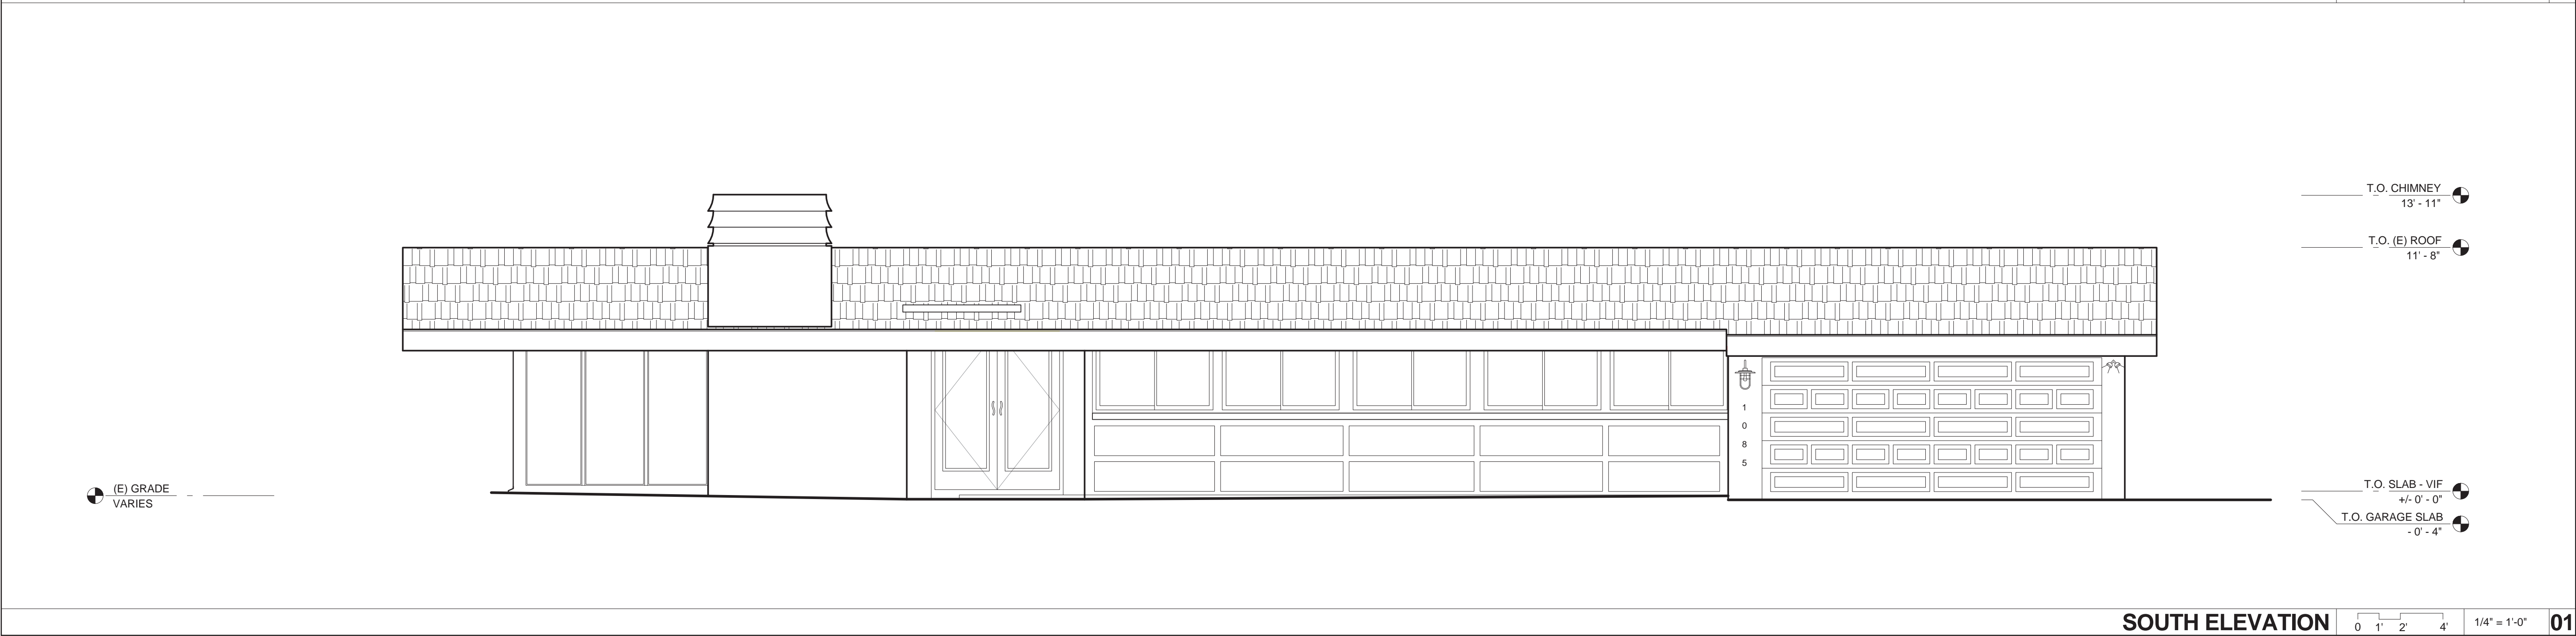 T.O. CHIMNEY
13' - 11"
T.O. (E) ROOF
11' - 8"
1
0
8
5
(E) GRADE
VARIES
T.O. SLAB - VIF
+/- 0' - 0"
T.O. GARAGE SLAB
- 0' - 4"
SOUTH ELEVATION
0 1' 2' 4'
1/4" = 1'-0"
01